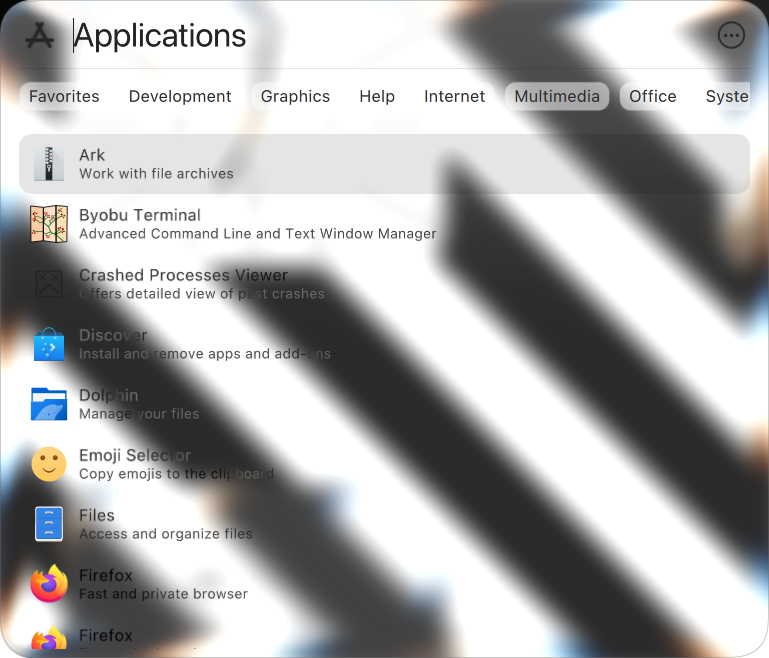 Applications
Favorites Development Graphics Help Internet Multimedia Office Syste
Ark
Work with file archives
Byobu Terminal
Advanced Command Line and Text Window Manager
Crashed Processes Viewer
Offers detailed view of past crashes
Discover
Install and remove apps and add-ons
Dolphin
Manage your files
Emoji Selector
Copy emojis to the clipboard
Files
Access and organize files
Firefox
Fast and private browser
Firefox